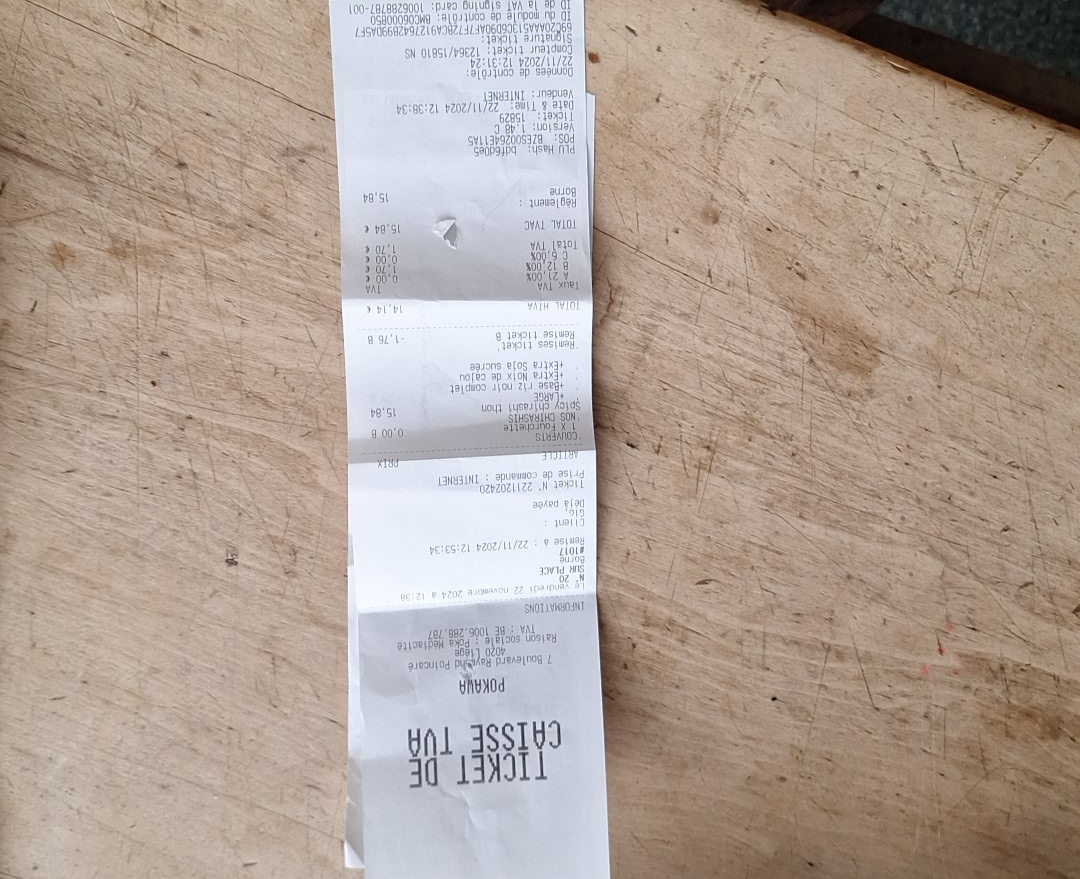 TICKET DE
CAISSE TVA
POKAWA
7 Boulevard Raymond Poincaré
4020 Liège
Raison sociale : Poka Médiacité
TVA : BE 1006.288.787
INFORMATIONS
Le vendredi 22 novembre 2024 à 12:38
N° 20
SUR PLACE
Borne
#1017
Remise à : 22/11/2024 12:53:34
Client :
Gio,
Déjà payée
Ticket N° 2211202420
Prise de commande : INTERNET
ARTICLE PRIX
'COUVERTS
1 X Fourchette 0,00 B
'NOS CHIRASHIS
Spicy chirashi thon 15,84
+LARGE
+Base riz noir complet
+Extra Noix de cajou
+Extra Soja sucrée
'Remises ticket'
Remise ticket B -1,76 B
TOTAL HTVA 14,14 €
Taux TVA TVA
A 21,00% 0,00 €
B 12,00% 1,70 €
C 6,00% 0,00 €
Total TVA 1,70 €
TOTAL TVAC 15,84 €
Réglement :
Borne 15,84
PLU Hash: bdf6d0e5
POS: BZES00264E11A5
Version: 1.48 C
Ticket: 15829
Date & Time: 22/11/2024 12:38:34
Vendeur: INTERNET
Données de contrôle:
22/11/2024 12:31:24
Compteur ticket: 12364/15810 NS
Signature ticket:
69C20AAA513C6D90AF7F728CA9127642B99DA5F7
ID du module de contrôle: BMC06000850
ID de la VAT signing card: 1006288787-001